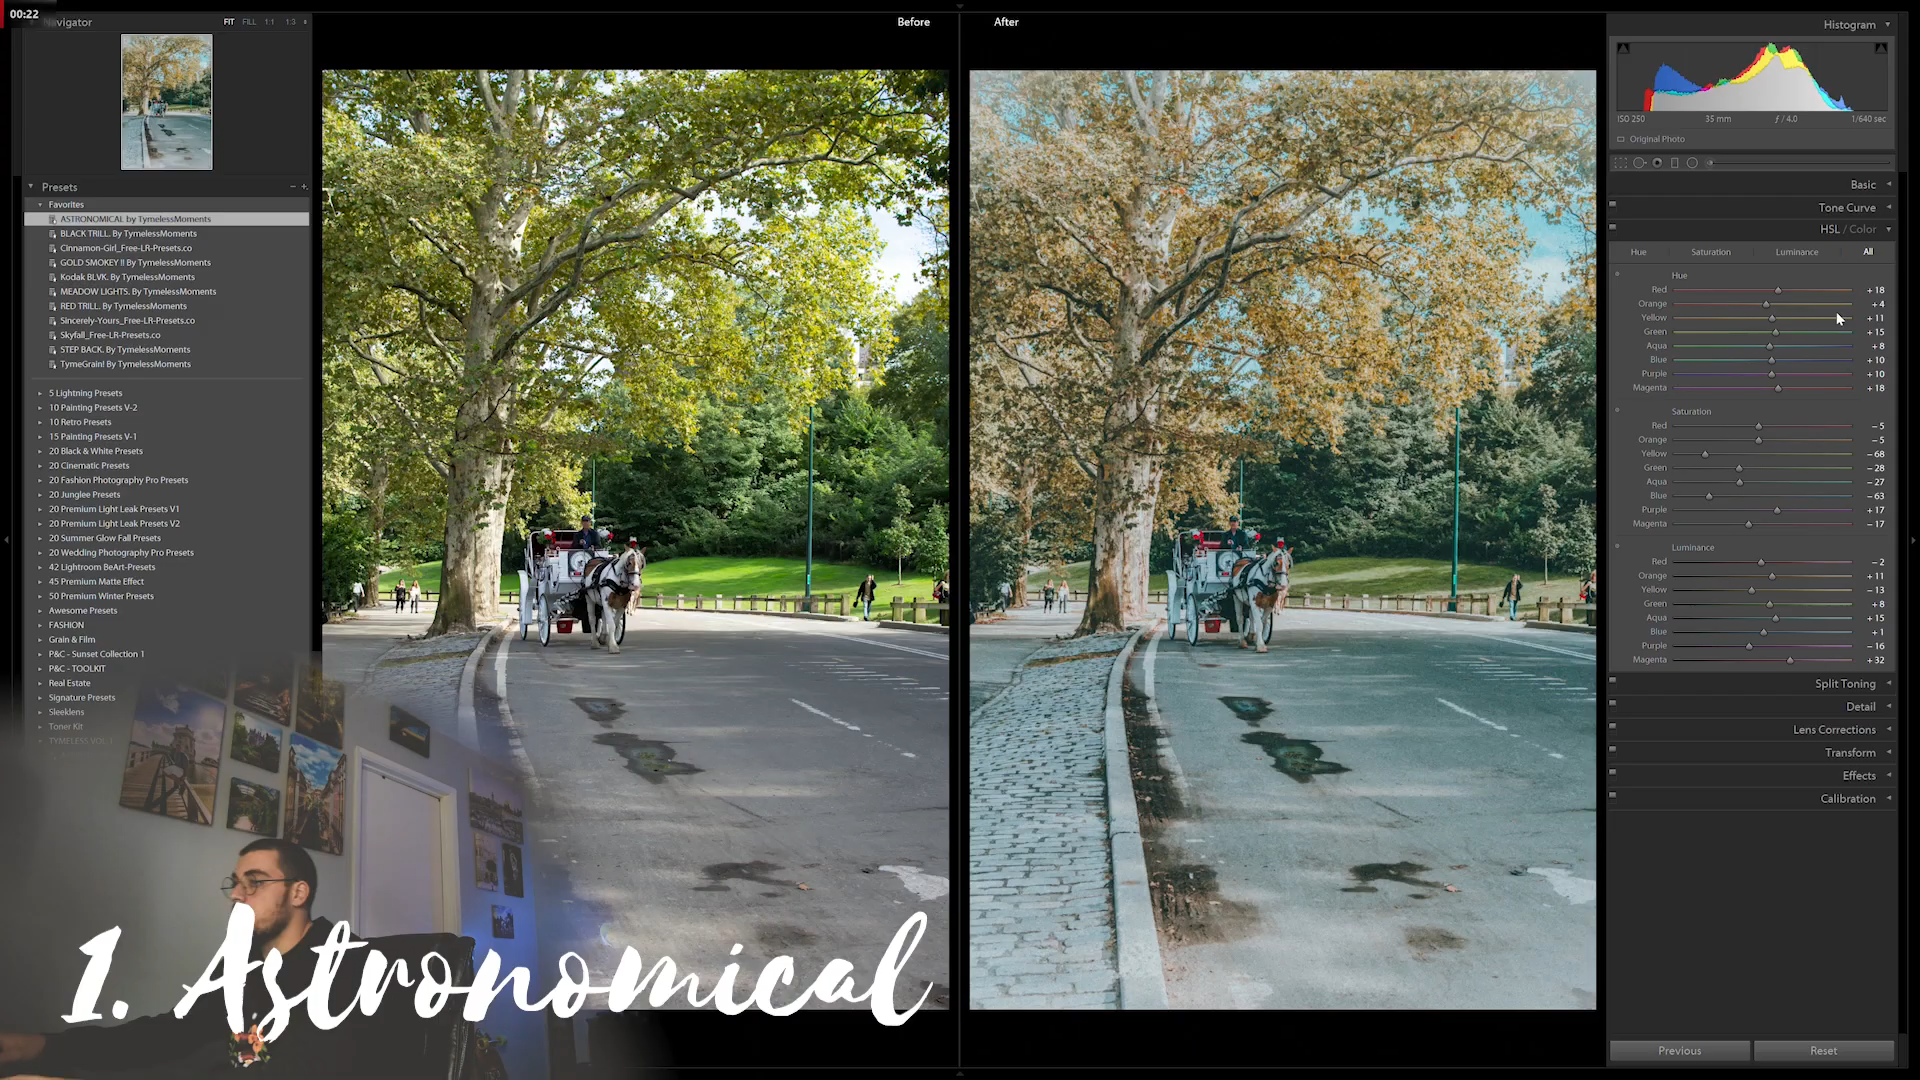 00:22
Navigator
FIT FILL 1:1 1:3
Presets
Favorites
ASTRONOMICAL by TymelessMoments
BLACK TRILL. By TymelessMoments
Cinnamon-Girl_Free-LR-Presets.co
GOLD SMOKEY !! By TymelessMoments
Kodak BLVK. By TymelessMoments
MEADOW LIGHTS. By TymelessMoments
RED TRILL. By TymelessMoments
Sincerely-Yours_Free-LR-Presets.co
Skyfall_Free-LR-Presets.co
STEP BACK. By TymelessMoments
TymeGrain! By TymelessMoments
5 Lightning Presets
10 Painting Presets V-2
10 Retro Presets
15 Painting Presets V-1
20 Black & White Presets
20 Cinematic Presets
20 Fashion Photography Pro Presets
20 Junglee Presets
20 Premium Light Leak Presets V1
20 Premium Light Leak Presets V2
20 Summer Glow Fall Presets
20 Wedding Photography Pro Presets
42 Lightroom BeArt-Presets
45 Premium Matte Effect
50 Premium Winter Presets
Awesome Presets
FASHION
Grain & Film
P&C - Sunset Collection 1
P&C - TOOLKIT
Real Estate
Signature Presets
Sleeklens
Toner Kit
TYMELESS VOL. 1
1. Astronomical
Before
After
Histogram
ISO 250 35 mm ƒ / 4.0 1/640 sec
Original Photo
Basic
Tone Curve
HSL / Color
Hue Saturation Luminance All
Hue
Red + 18
Orange + 4
Yellow + 11
Green + 15
Aqua + 8
Blue + 10
Purple + 10
Magenta + 18
Saturation
Red – 5
Orange – 5
Yellow – 68
Green – 28
Aqua – 27
Blue – 63
Purple + 17
Magenta – 17
Luminance
Red – 2
Orange + 11
Yellow – 13
Green + 8
Aqua + 15
Blue + 1
Purple – 16
Magenta + 32
Split Toning
Detail
Lens Corrections
Transform
Effects
Calibration
Previous Reset